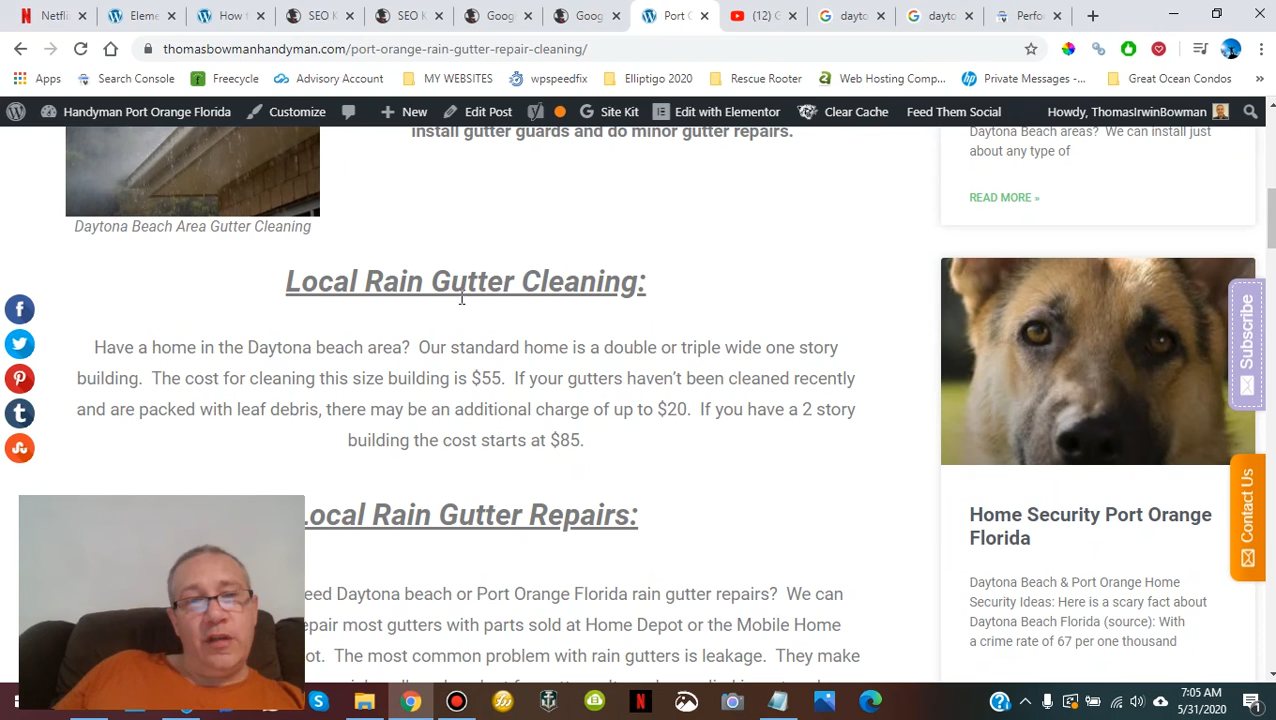 Netfli
Eleme
How t
SEO K
SEO K
Goog
Goog
Port O
(12) G
dayto
dayto
Perfo
thomasbowmanhandyman.com/port-orange-rain-gutter-repair-cleaning/
Apps
Search Console
Freecycle
Advisory Account
MY WEBSITES
wpspeedfix
Elliptigo 2020
Rescue Rooter
Web Hosting Comp...
Private Messages -...
Great Ocean Condos
»
Handyman Port Orange Florida
Customize
New
Edit Post
Site Kit
Edit with Elementor
Clear Cache
Feed Them Social
Howdy, ThomasIrwinBowman
install gutter guards and do minor gutter repairs.
Daytona Beach Area Gutter Cleaning
Local Rain Gutter Cleaning:
Have a home in the Daytona beach area? Our standard home is a double or triple wide one story
building. The cost for cleaning this size building is $55. If your gutters haven't been cleaned recently
and are packed with leaf debris, there may be an additional charge of up to $20. If you have a 2 story
building the cost starts at $85.
Local Rain Gutter Repairs:
eed Daytona beach or Port Orange Florida rain gutter repairs? We can
epair most gutters with parts sold at Home Depot or the Mobile Home
ot. The most common problem with rain gutters is leakage. They make
Daytona Beach areas? We can install just
about any type of
READ MORE »
Home Security Port Orange
Florida
Daytona Beach & Port Orange Home
Security Ideas: Here is a scary fact about
Daytona Beach Florida (source): With
a crime rate of 67 per one thousand
Subscribe
Contact Us
7:05 AM
5/31/2020